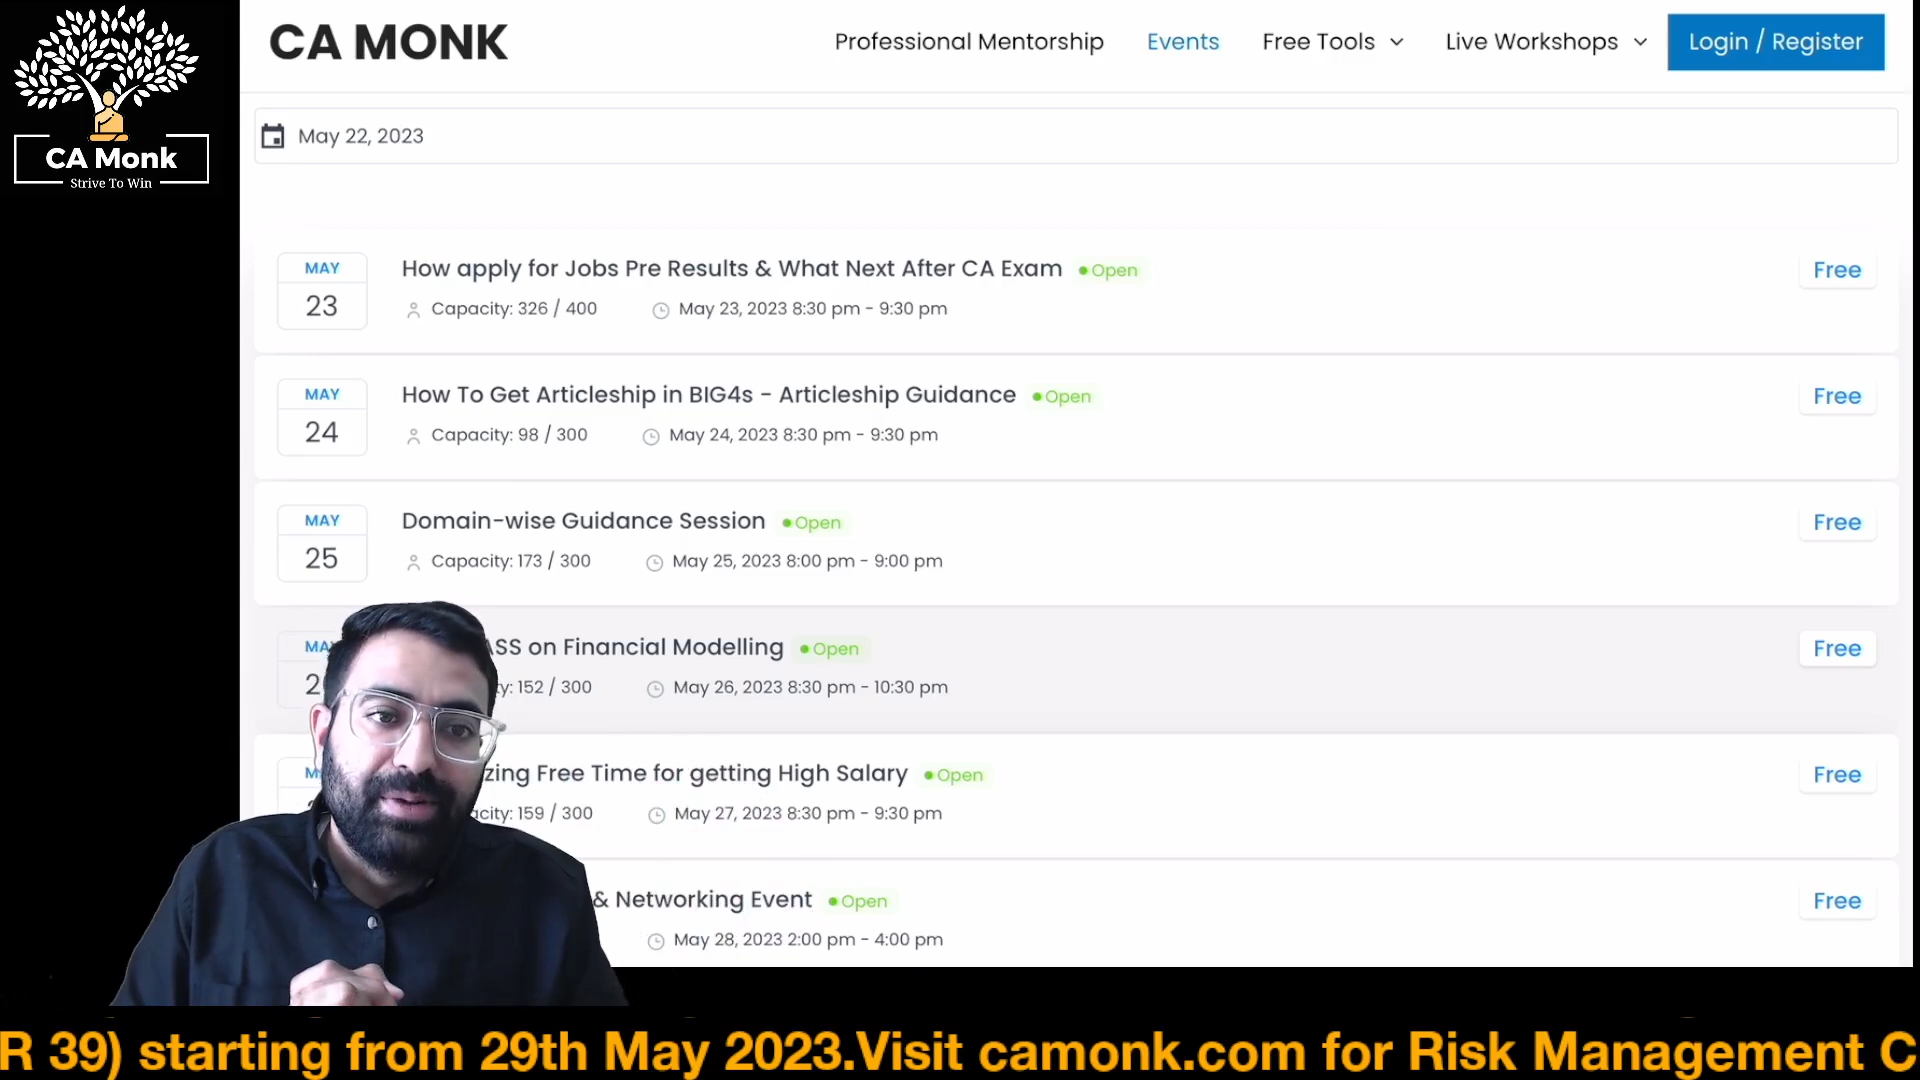 CA Monk
Strive To Win
CA MONK
Professional Mentorship
Events
Free Tools
Live Workshops
Login / Register
May 22, 2023
MAY
23
How apply for Jobs Pre Results & What Next After CA Exam
Open
Free
Capacity: 326 / 400
May 23, 2023 8:30 pm - 9:30 pm
MAY
24
How To Get Articleship in BIG4s - Articleship Guidance
Open
Free
Capacity: 98 / 300
May 24, 2023 8:30 pm - 9:30 pm
MAY
25
Domain-wise Guidance Session
Open
Free
Capacity: 173 / 300
May 25, 2023 8:00 pm - 9:00 pm
on Financial Modelling
Open
Free
152 / 300
May 26, 2023 8:30 pm - 10:30 pm
Free Time for getting High Salary
Open
Free
159 / 300
May 27, 2023 8:30 pm - 9:30 pm
& Networking Event
Open
Free
May 28, 2023 2:00 pm - 4:00 pm
R 39) starting from 29th May 2023.Visit camonk.com for Risk Management C